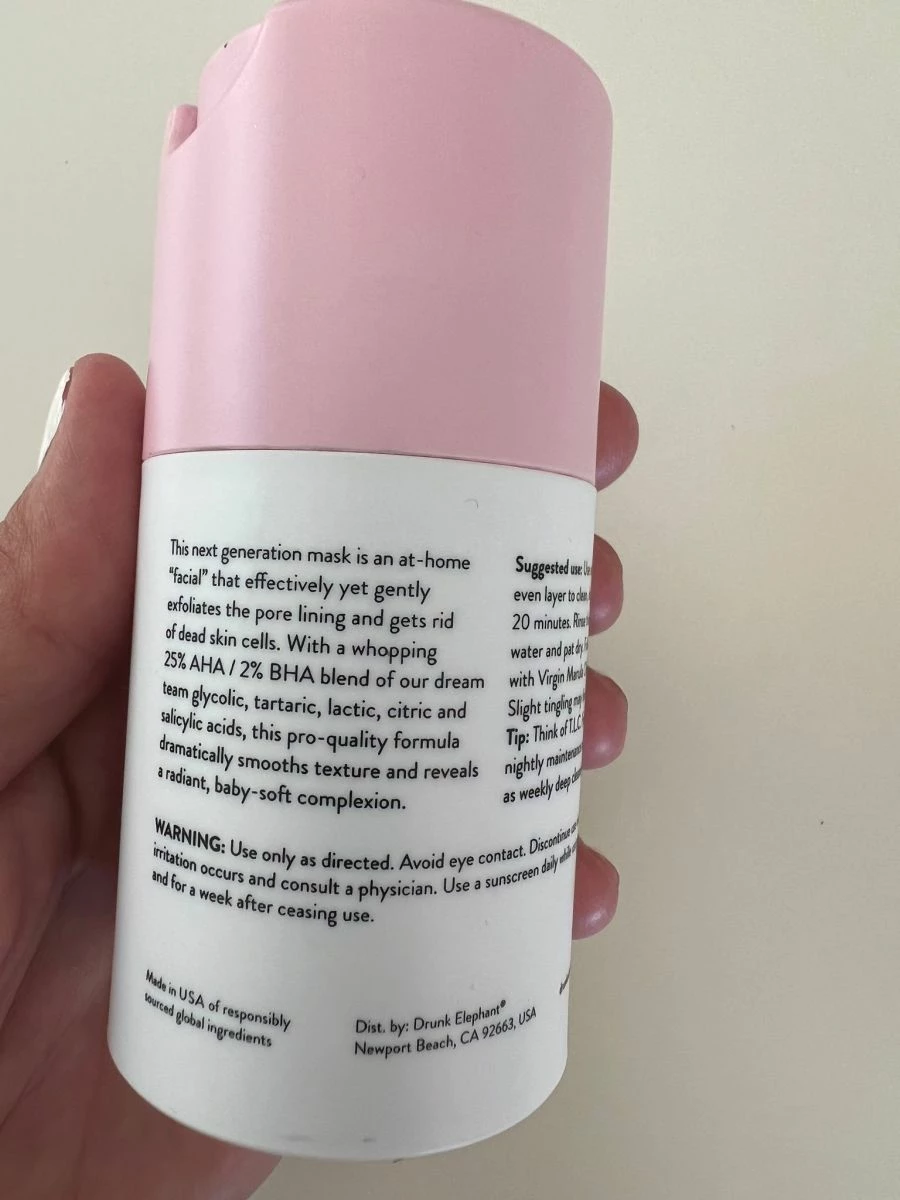 This next generation mask is an at-home
“facial” that effectively yet gently
exfoliates the pore lining and gets rid
of dead skin cells. With a whopping
25% AHA / 2% BHA blend of our dream
team glycolic, tartaric, lactic, citric and
salicylic acids, this pro-quality formula
dramatically smooths texture and reveals
a radiant, baby-soft complexion.
Suggested use:
even layer to clean,
20 minutes. Rinse
water and pat dry.
with Virgin Marula
Slight tingling may
Tip: Think of T.L.C.
nightly maintenance
as weekly deep
WARNING: Use only as directed. Avoid eye contact. Discontinue
irritation occurs and consult a physician. Use a sunscreen daily while
and for a week after ceasing use.
Made in USA of responsibly
sourced global ingredients
Dist. by: Drunk Elephant®
Newport Beach, CA 92663, USA